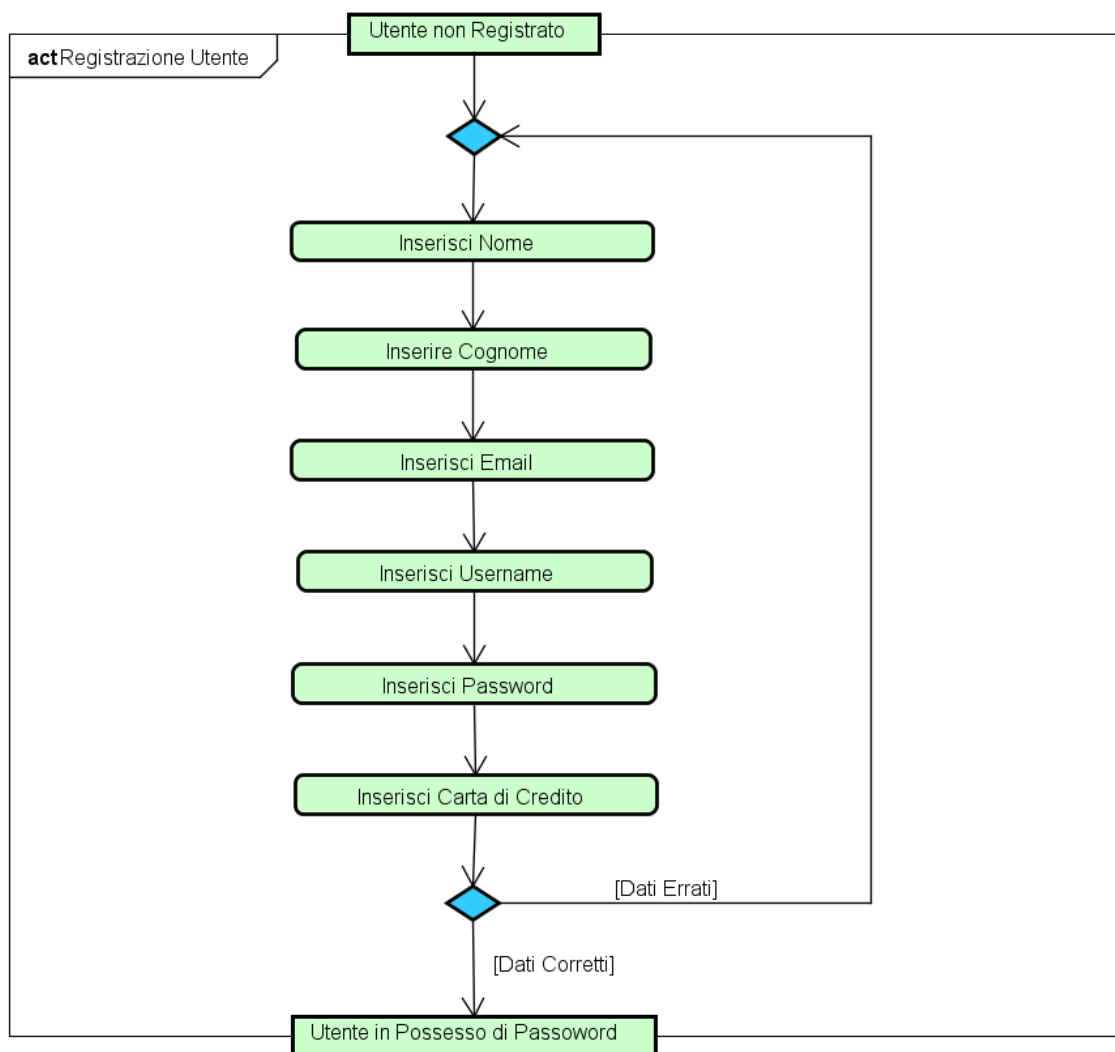 Utente non Registrato
act Registrazione Utente
Inserisci Nome
Inserire Cognome
Inserisci Email
Inserisci Username
Inserisci Password
Inserisci Carta di Credito
[Dati Errati]
[Dati Corretti]
Utente in Possesso di Passoword